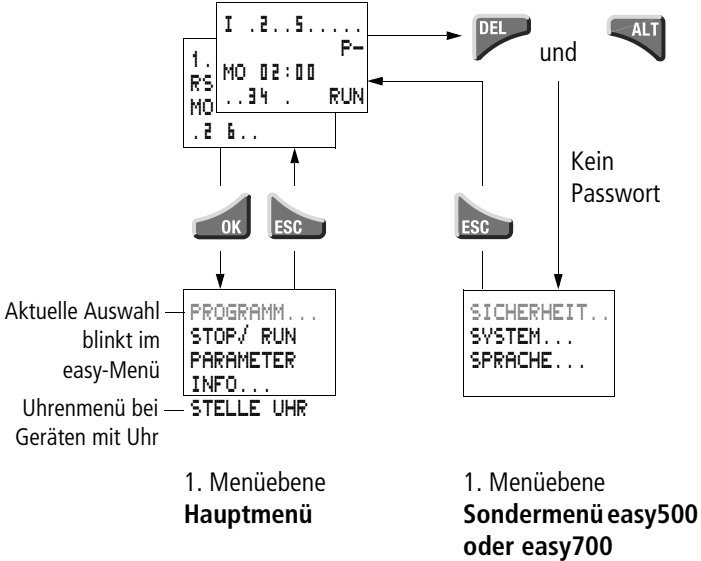 I .2..5.....
P-
MO 02:00
..34 . RUN
1.
RS
MO
.2 6..
DEL
und
ALT
Kein
Passwort
OK
ESC
ESC
Aktuelle Auswahl
blinkt im
easy-Menü
Uhrenmenü bei
Geräten mit Uhr
PROGRAMM...
STOP√ RUN
PARAMETER
INFO...
STELLE UHR
SICHERHEIT..
SYSTEM...
SPRACHE...
1. Menüebene
Hauptmenü
1. Menüebene
Sondermenü easy500
oder easy700